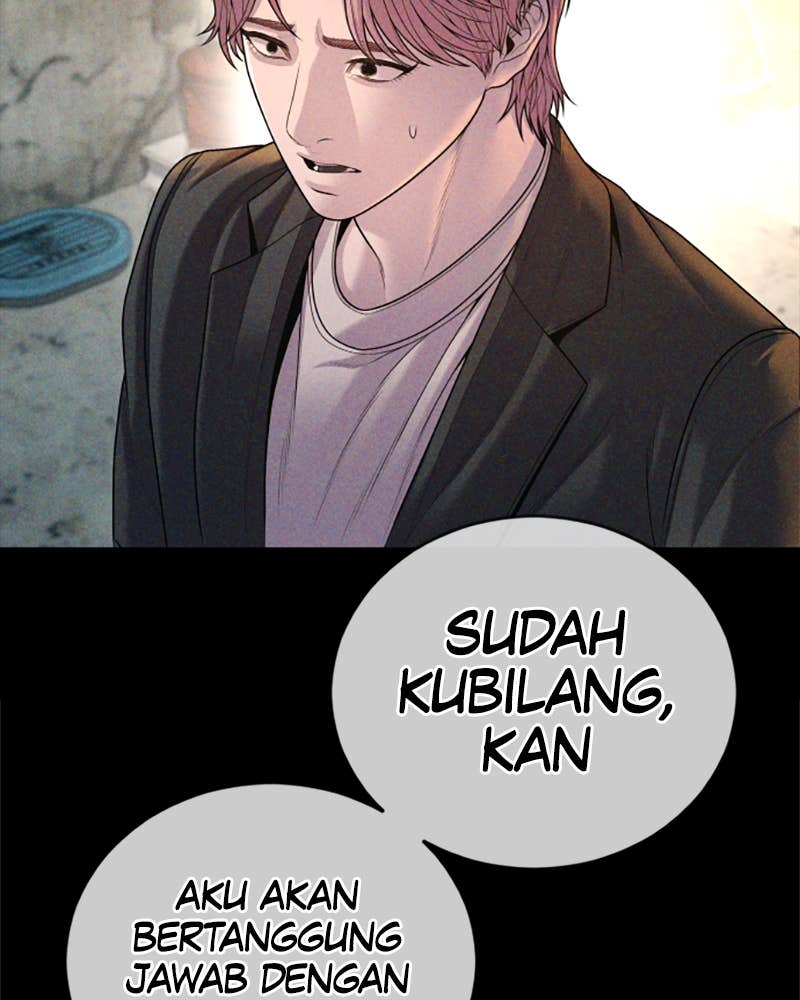 SUDAH
KUBILANG,
KAN
AKU AKAN
BERTANGGUNG
JAWAB DENGAN